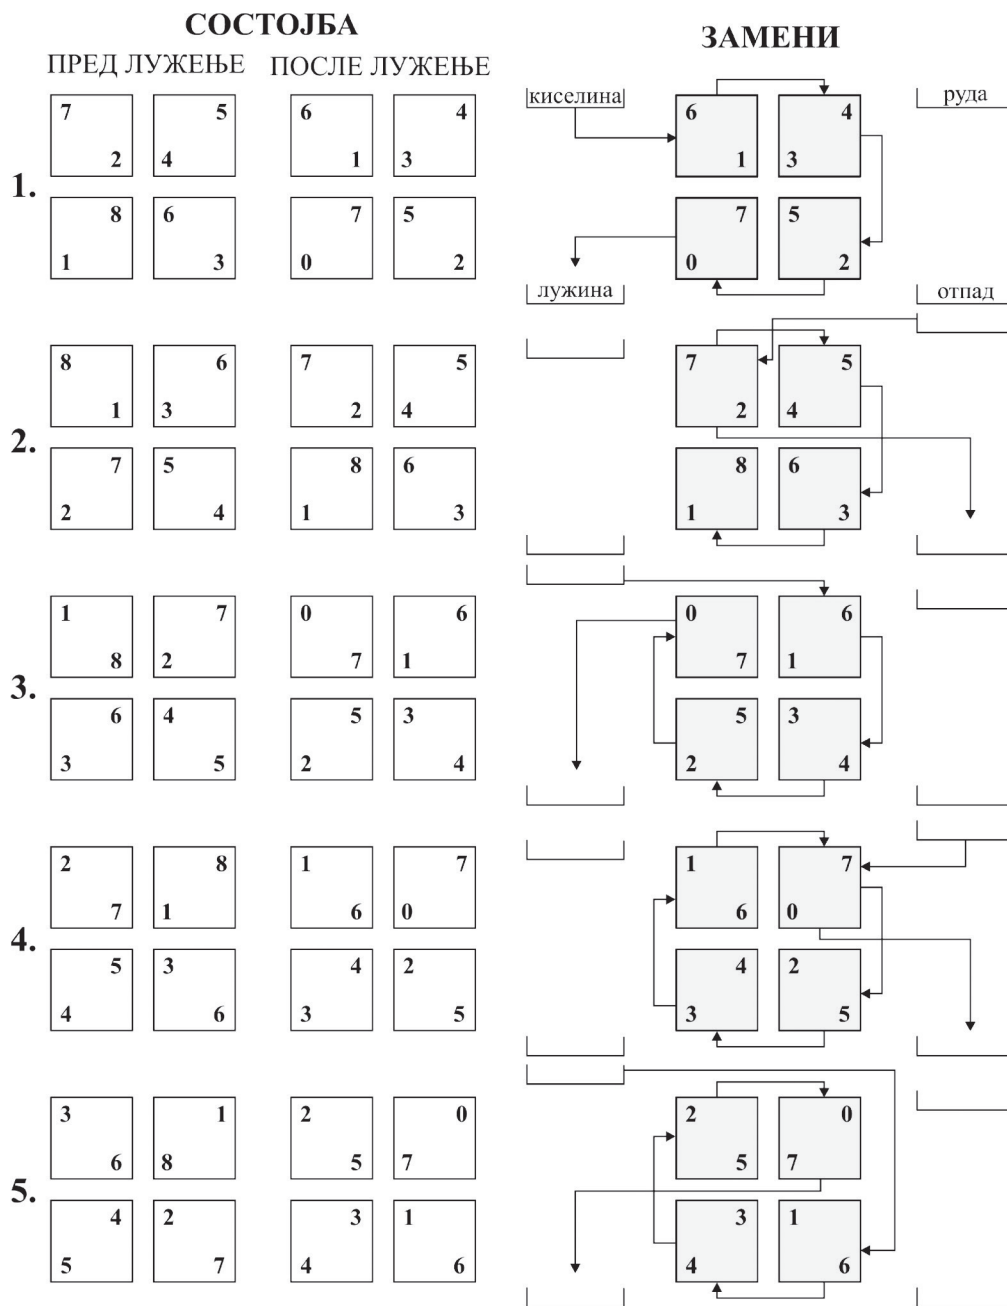 СОСТОЈБА
ЗАМЕНИ
ПРЕД ЛУЖЕЊЕ ПОСЛЕ ЛУЖЕЊЕ
киселина руда
1.
7 5 6 4 6 4
2 4 1 3 1 3
8 6 7 5 7 5
1 3 0 2 0 2
лужина отпад
2.
8 6 7 5 7 5
1 3 2 4 2 4
7 5 8 6 8 6
2 4 1 3 1 3
3.
1 7 0 6 0 6
8 2 7 1 7 1
6 4 5 3 5 3
3 5 2 4 2 4
4.
2 8 1 7 1 7
7 1 6 0 6 0
5 3 4 2 4 2
4 6 3 5 3 5
5.
3 1 2 0 2 0
6 8 5 7 5 7
4 2 3 1 3 1
5 7 4 6 4 6